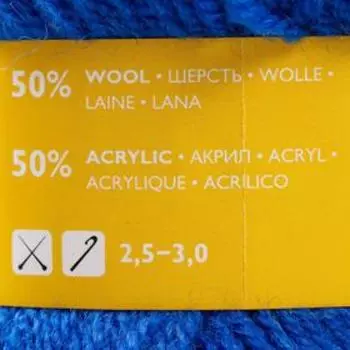 50% WOOL • ШЕРСТЬ • WOLLE •
LAINE • LANA
50% ACRYLIC • АКРИЛ • ACRYL •
ACRYLIQUE • ACRILICO
2,5–3,0